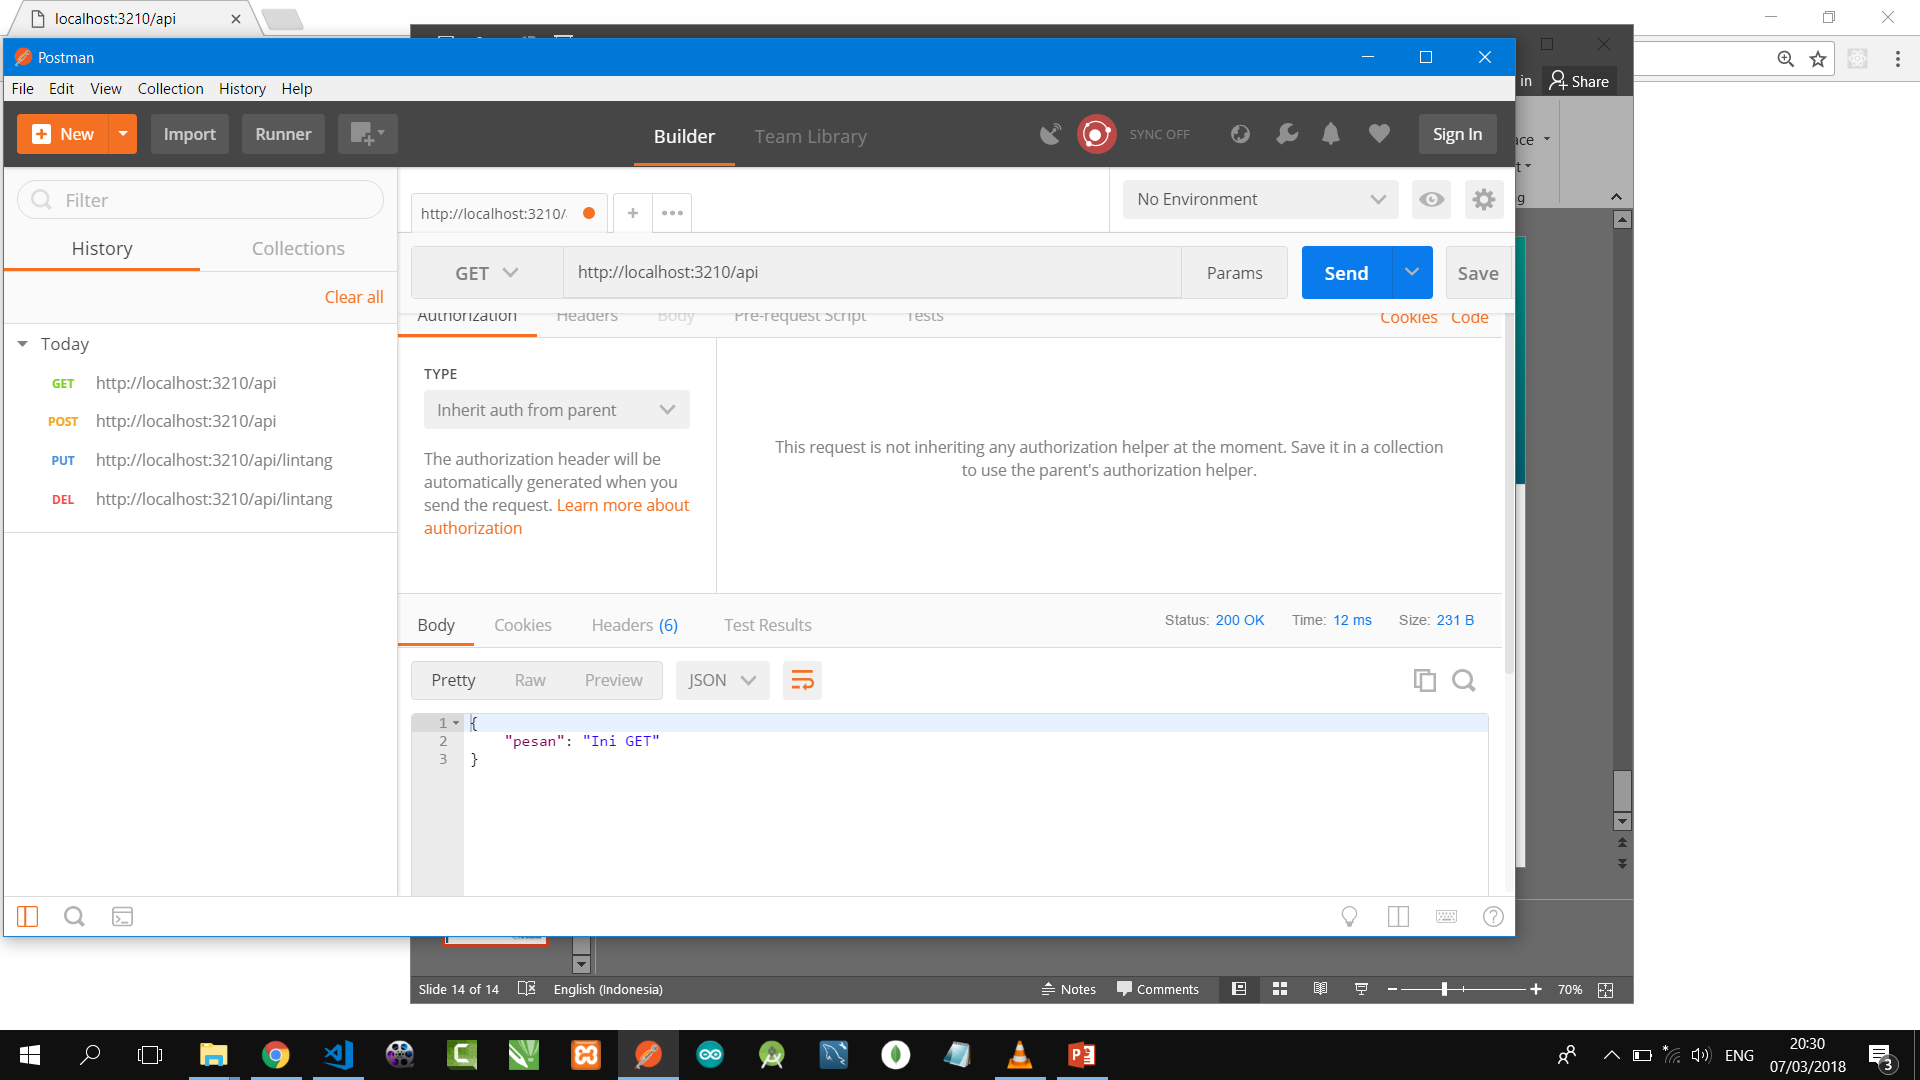 localhost:3210/api
Postman
File Edit View Collection History Help
in Share
New Import Runner Builder Team Library SYNC OFF Sign In
Filter
http://localhost:3210/ No Environment
History Collections
GET http://localhost:3210/api Params Send Save
Clear all
Authorization Headers Body Pre-request Script Tests Cookies Code
Today
GET http://localhost:3210/api
POST http://localhost:3210/api
PUT http://localhost:3210/api/lintang
DEL http://localhost:3210/api/lintang
TYPE
Inherit auth from parent
The authorization header will be
automatically generated when you
send the request. Learn more about
authorization
This request is not inheriting any authorization helper at the moment. Save it in a collection
to use the parent's authorization helper.
Body Cookies Headers (6) Test Results Status: 200 OK Time: 12 ms Size: 231 B
Pretty Raw Preview JSON
1 {
2 "pesan": "Ini GET"
3 }
Slide 14 of 14 English (Indonesia) Notes Comments 70%
ENG
20:30
07/03/2018
3